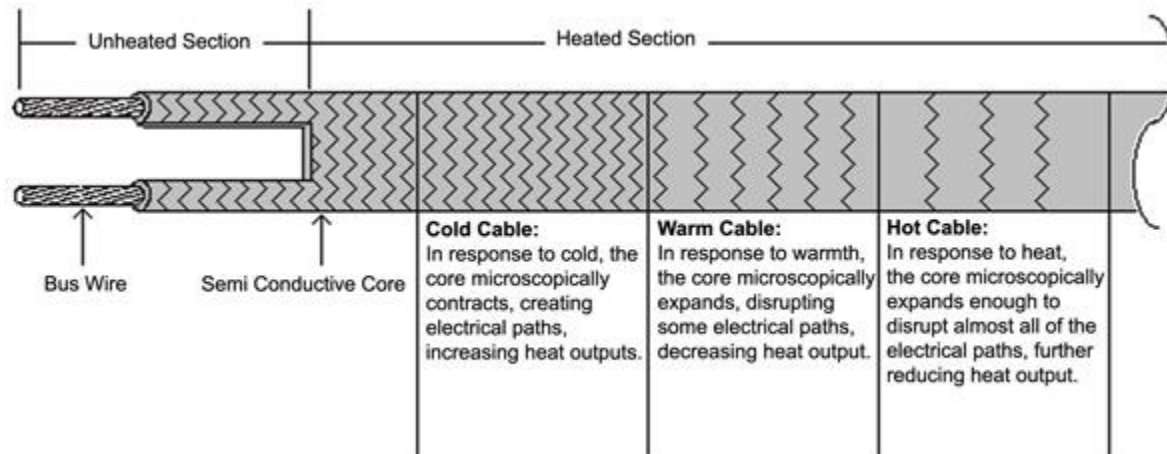 Unheated Section
Heated Section
Bus Wire
Semi Conductive Core
Cold Cable:
In response to cold, the
core microscopically
contracts, creating
electrical paths,
increasing heat outputs.
Warm Cable:
In response to warmth,
the core microscopically
expands, disrupting
some electrical paths,
decreasing heat output.
Hot Cable:
In response to heat,
the core microscopically
expands enough to
disrupt almost all of the
electrical paths, further
reducing heat output.